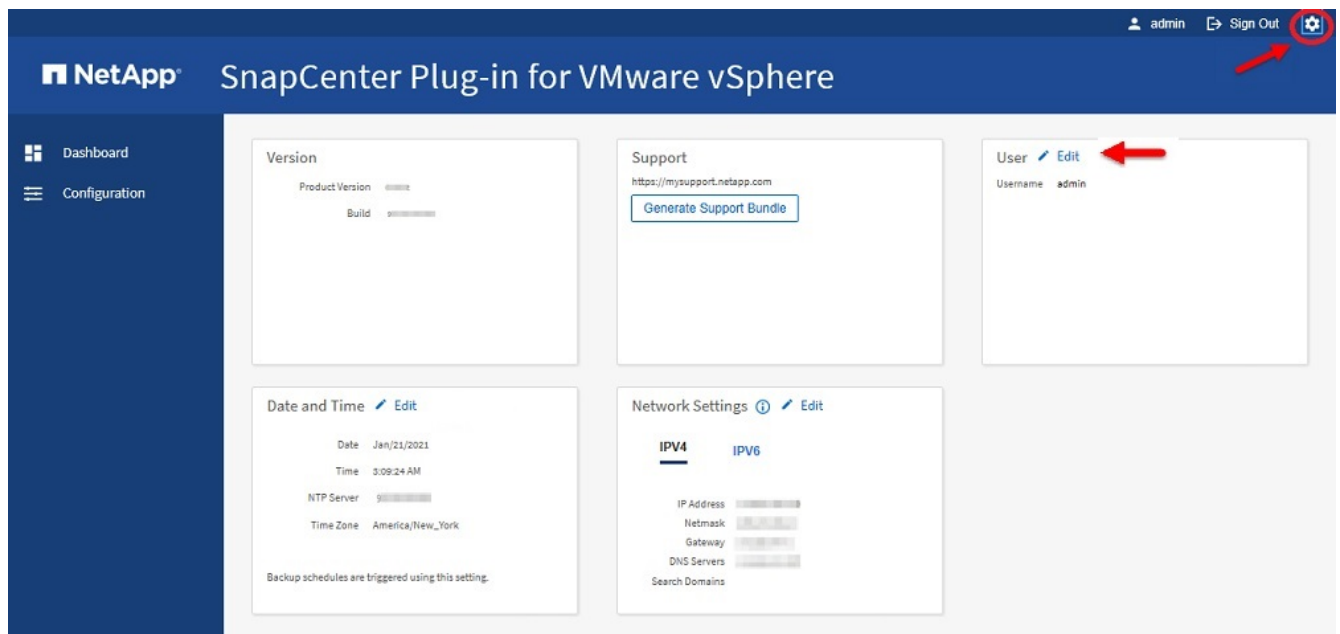 admin Sign Out
NetApp® SnapCenter Plug-in for VMware vSphere
Dashboard
Configuration
Version
Product Version
Build
Support
https://mysupport.netapp.com
Generate Support Bundle
User Edit
Username admin
Date and Time Edit
Date Jan/21/2021
Time 3:09:24 AM
NTP Server
Time Zone America/New_York
Backup schedules are triggered using this setting.
Network Settings Edit
IPV4 IPV6
IP Address
Netmask
Gateway
DNS Servers
Search Domains